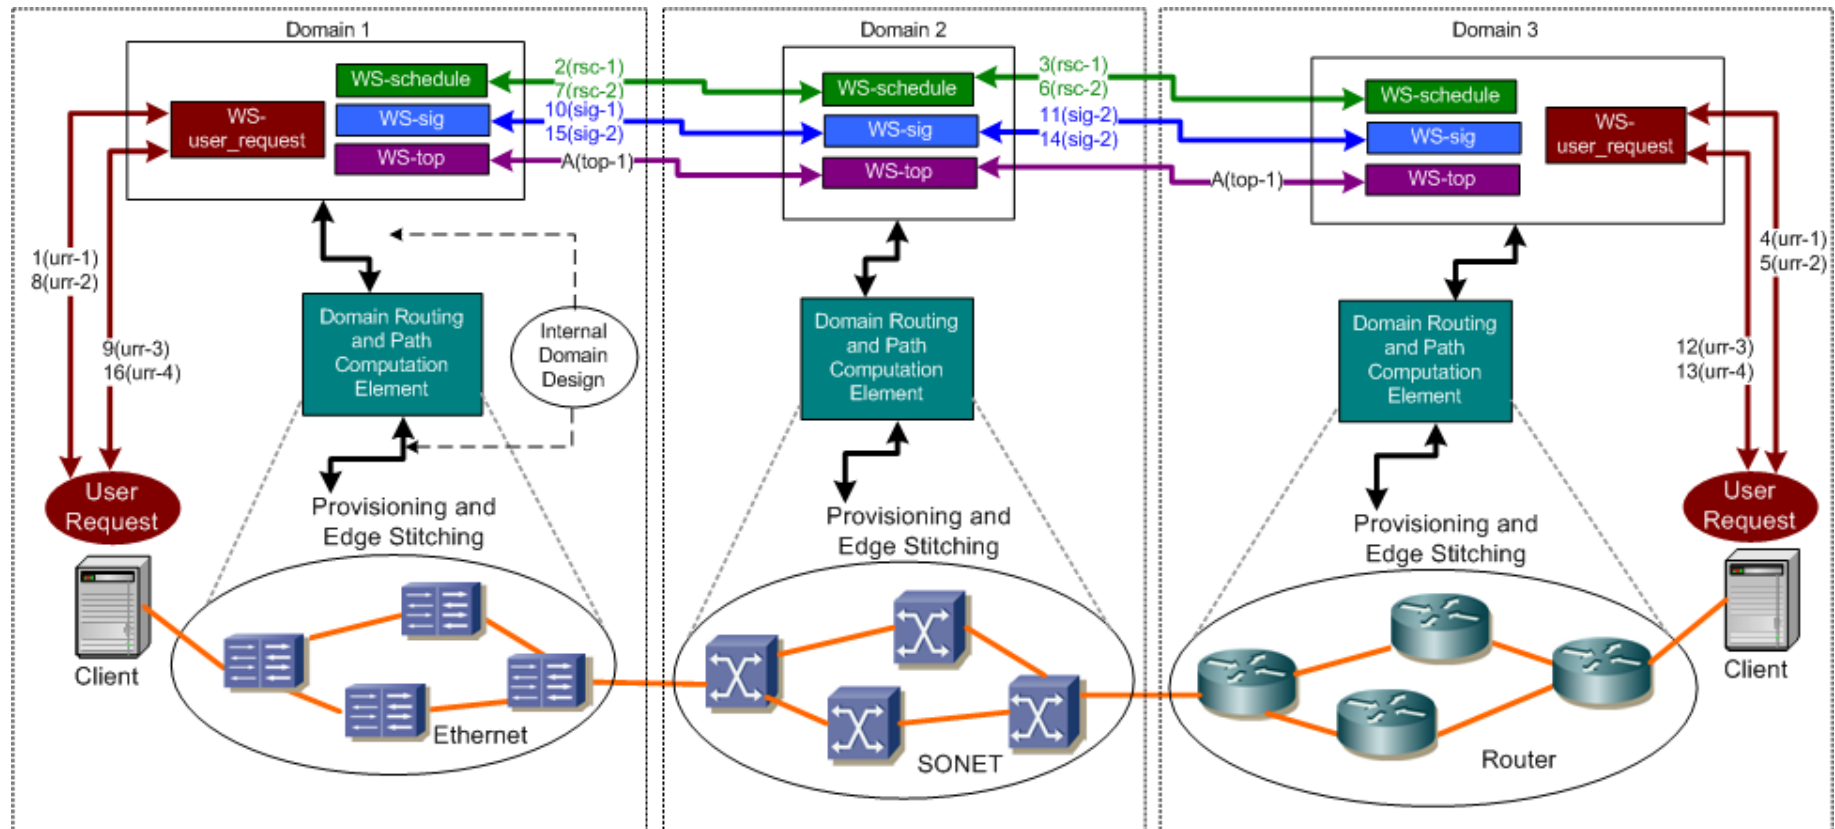 Domain 1
Domain 2
Domain 3
WS-schedule
WS-sig
WS-top
WS-
user_request
2(rsc-1)
7(rsc-2)
10(sig-1)
15(sig-2)
A(top-1)
WS-schedule
WS-sig
WS-top
3(rsc-1)
6(rsc-2)
11(sig-2)
14(sig-2)
A(top-1)
WS-schedule
WS-sig
WS-top
WS-
user_request
1(urr-1)
8(urr-2)
9(urr-3)
16(urr-4)
4(urr-1)
5(urr-2)
12(urr-3)
13(urr-4)
Domain Routing
and Path
Computation
Element
Internal
Domain
Design
Domain Routing
and Path
Computation
Element
Domain Routing
and Path
Computation
Element
User
Request
Provisioning and
Edge Stitching
Provisioning and
Edge Stitching
Provisioning and
Edge Stitching
User
Request
Client
Ethernet
SONET
Router
Client